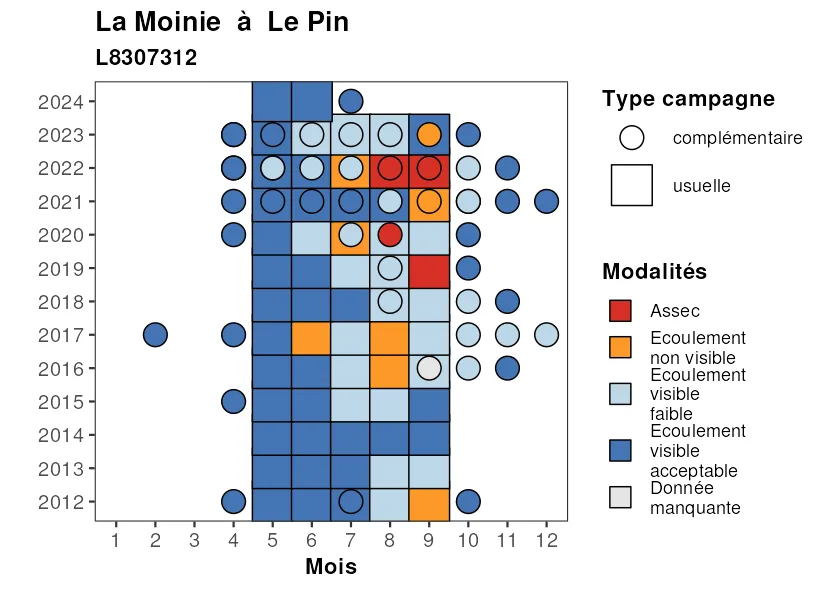 La Moinie à Le Pin
L8307312
2024
2023
2022
2021
2020
2019
2018
2017
2016
2015
2014
2013
2012
1 2 3 4 5 6 7 8 9 10 11 12
Mois
Type campagne
complémentaire
usuelle
Modalités
Assec
Ecoulement
non visible
Ecoulement
visible
faible
Ecoulement
visible
acceptable
Donnée
manquante